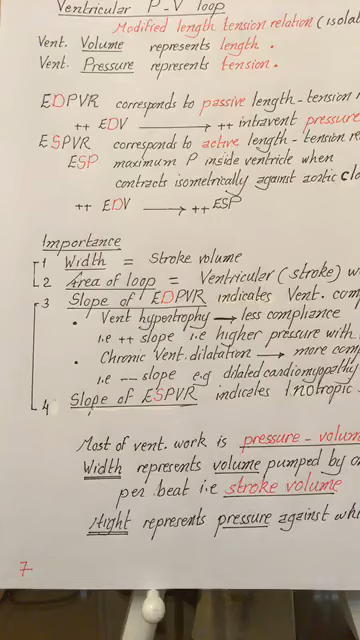 Ventricular P-V loop
Modified length tension relation (isola
Vent. Volume represents length.
Vent. Pressure represents tension.
EDPVR corresponds to passive length-tension r
++ EDV → ++ intravent pressure
ESPVR corresponds to active length-tension re
ESP maximum P inside ventricle when
contracts isometrically against aortic clo
++ EDV → ++ ESP
Importance
1 Width = Stroke volume
2 Area of loop = Ventricular (stroke) w
3 Slope of EDPVR indicates Vent. com
• Vent hypertrophy → less compliance
i.e ++ slope i.e higher pressure with
• Chronic Vent. dilatation → more comp
i.e -- slope e.g dilated cardiomyopathy
4 Slope of ESPVR indicates Inotropic
Most of vent. work is pressure-volum
Width represents volume pumped by
per beat i.e stroke volume
Hight represents pressure against whi
7